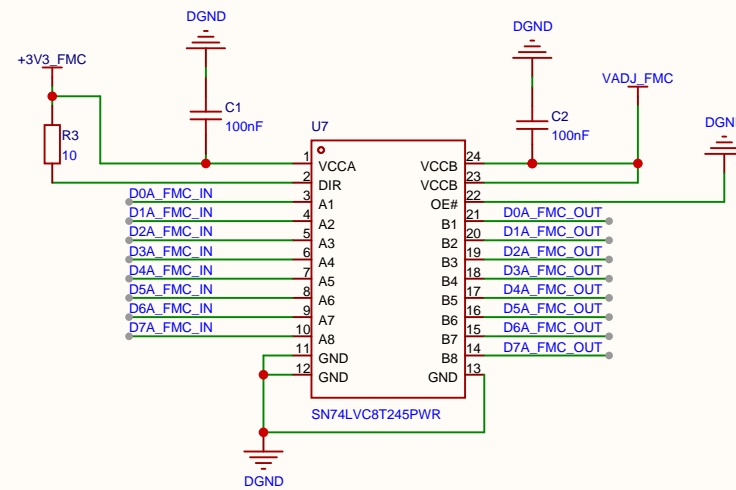 DGND
DGND
+3V3_FMC
VADJ_FMC
C1
100nF
C2
100nF
U7
DGN
R3
10
1 VCCA VCCB 24
2 DIR VCCB 23
D0A_FMC_IN 3 A1 OE# 22
D1A_FMC_IN 4 A2 B1 21 D0A_FMC_OUT
D2A_FMC_IN 5 A3 B2 20 D1A_FMC_OUT
D3A_FMC_IN 6 A4 B3 19 D2A_FMC_OUT
D4A_FMC_IN 7 A5 B4 18 D3A_FMC_OUT
D5A_FMC_IN 8 A6 B5 17 D4A_FMC_OUT
D6A_FMC_IN 9 A7 B6 16 D5A_FMC_OUT
D7A_FMC_IN 10 A8 B7 15 D6A_FMC_OUT
11 GND B8 14 D7A_FMC_OUT
12 GND GND 13
SN74LVC8T245PWR
DGND